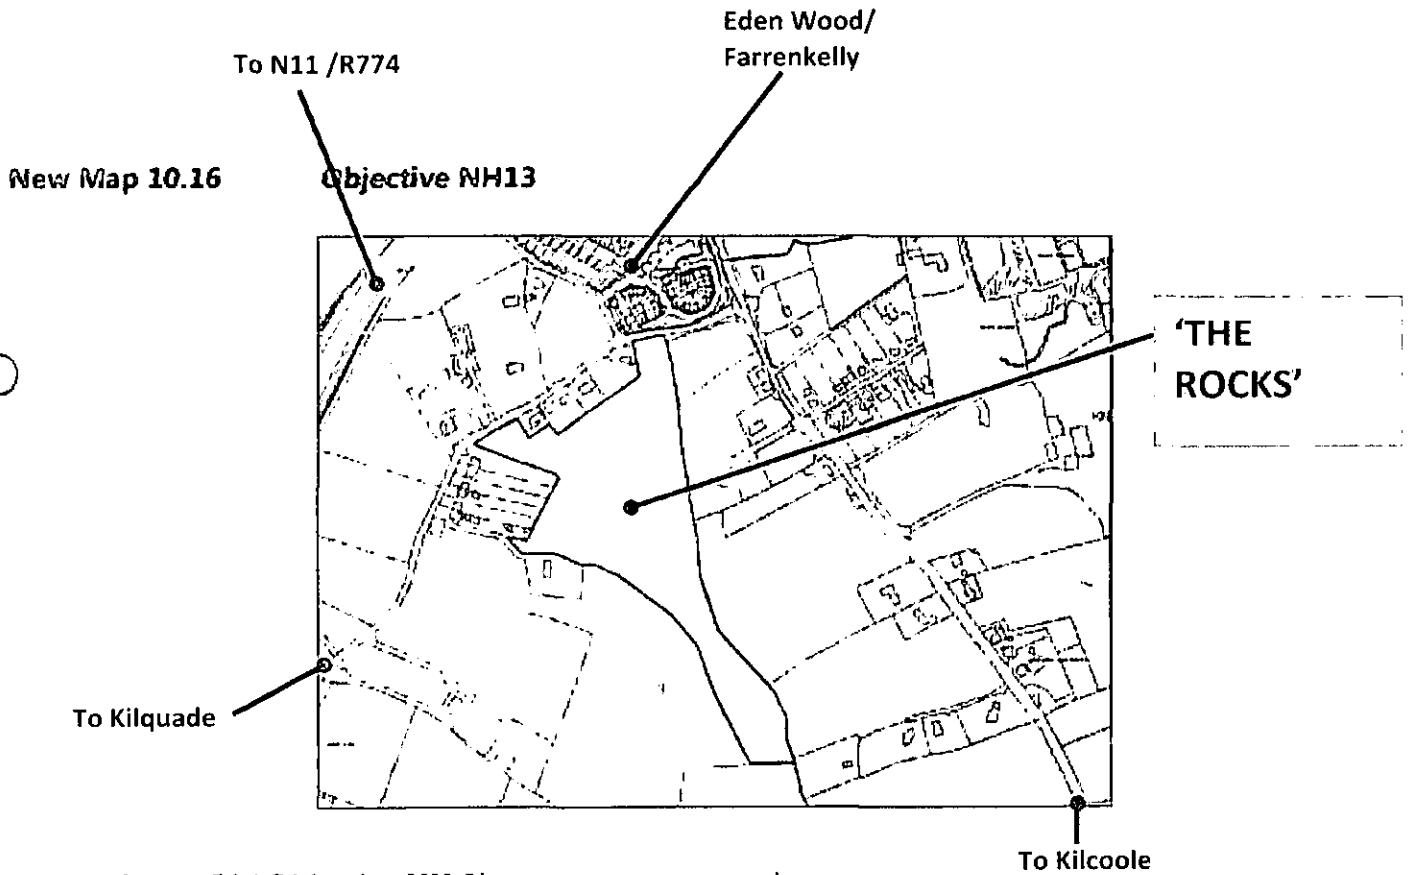 Eden Wood/
Farrenkelly
To N11 /R774
New Map 10.16 Objective NH13
'THE
ROCKS'
To Kilquade
To Kilcoole